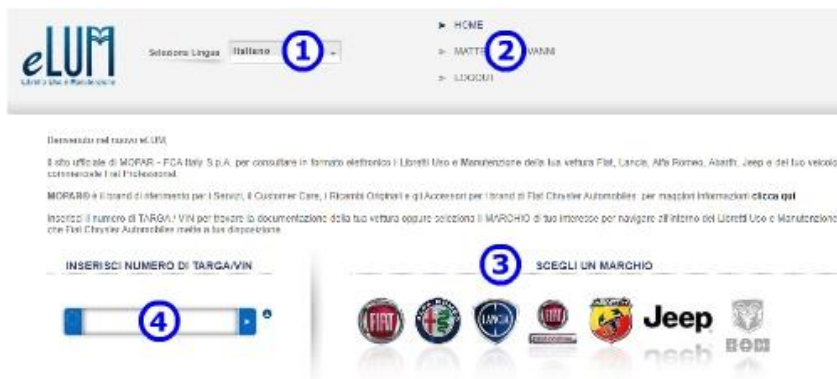 eLUM
Libretto Uso e Manutenzione
Seleziona Lingua
Italiano
1
HOME
2
LOGOUT
Benvenuto nel nuovo eLUM,
Il sito ufficiale di MOPAR - FCA Italy S.p.A. per consultare in formato elettronico i Libretti Uso e Manutenzione della tua vettura Fiat, Lancia, Alfa Romeo, Abarth, Jeep e del tuo veicolo
commerciale Fiat Professional.
MOPAR® è il brand di riferimento per i Servizi, il Customer Care, i Ricambi Originali e gli Accessori per i brand di Fiat Chrysler Automobiles, per maggiori informazioni clicca qui
Inserisci il numero di TARGA / VIN per trovare la documentazione della tua vettura oppure seleziona il MARCHIO di tuo interesse per navigare all'interno dei Libretti Uso e Manutenzione
che Fiat Chrysler Automobiles mette a tua disposizione.
INSERISCI NUMERO DI TARGA/VIN
3
SCEGLI UN MARCHIO
4
FIAT
ALFA ROMEO
LANCIA
FIAT
Jeep